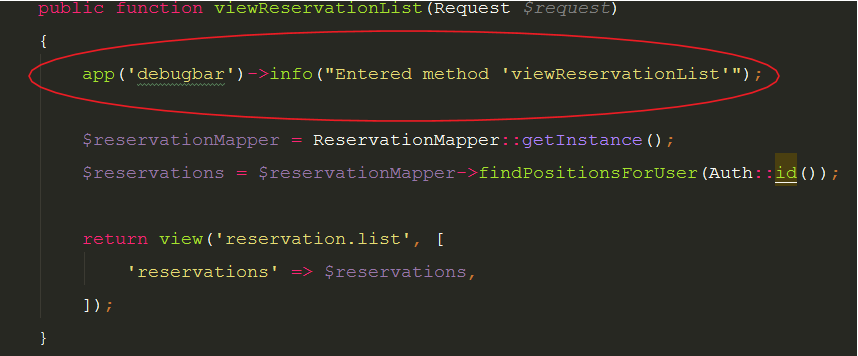 public function viewReservationList(Request $request)
{
app('debugbar')->info("Entered method 'viewReservationList'");
$reservationMapper = ReservationMapper::getInstance();
$reservations = $reservationMapper->findPositionsForUser(Auth::id());
return view('reservation.list', [
'reservations' => $reservations,
]);
}